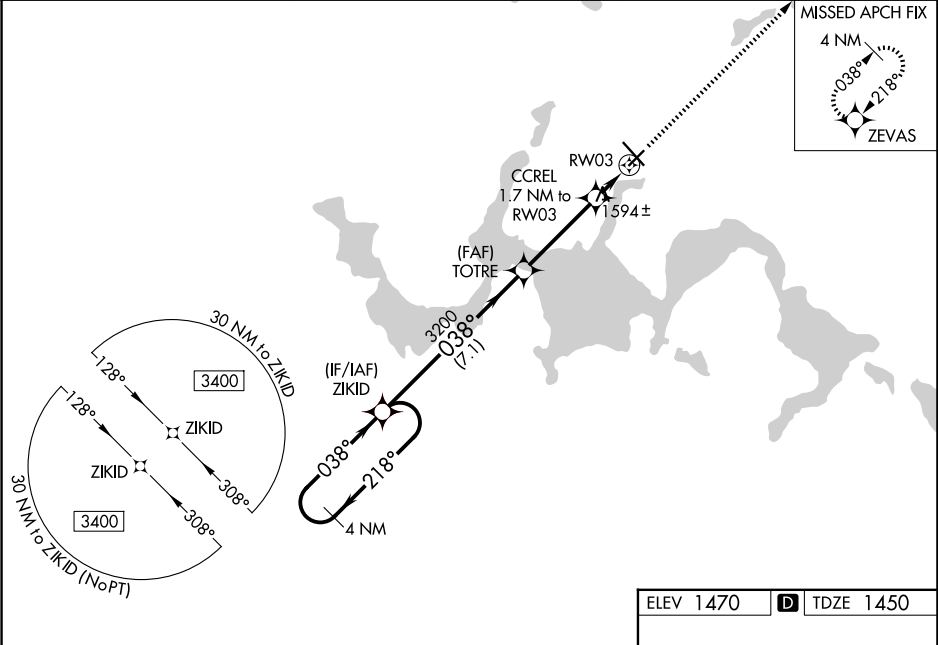 MISSED APCH FIX
4 NM
038°
218°
ZEVAS
RW03
CCREL
1.7 NM to
RW03
1594±
(FAF)
TOTRE
3200
038°
(7.1)
(IF/IAF)
ZIKID
038°
218°
4 NM
30 NM to ZIKID
128°
3400
ZIKID
308°
128°
ZIKID
308°
3400
30 NM to ZIKID (NoPT)
ELEV 1470 D TDZE 1450